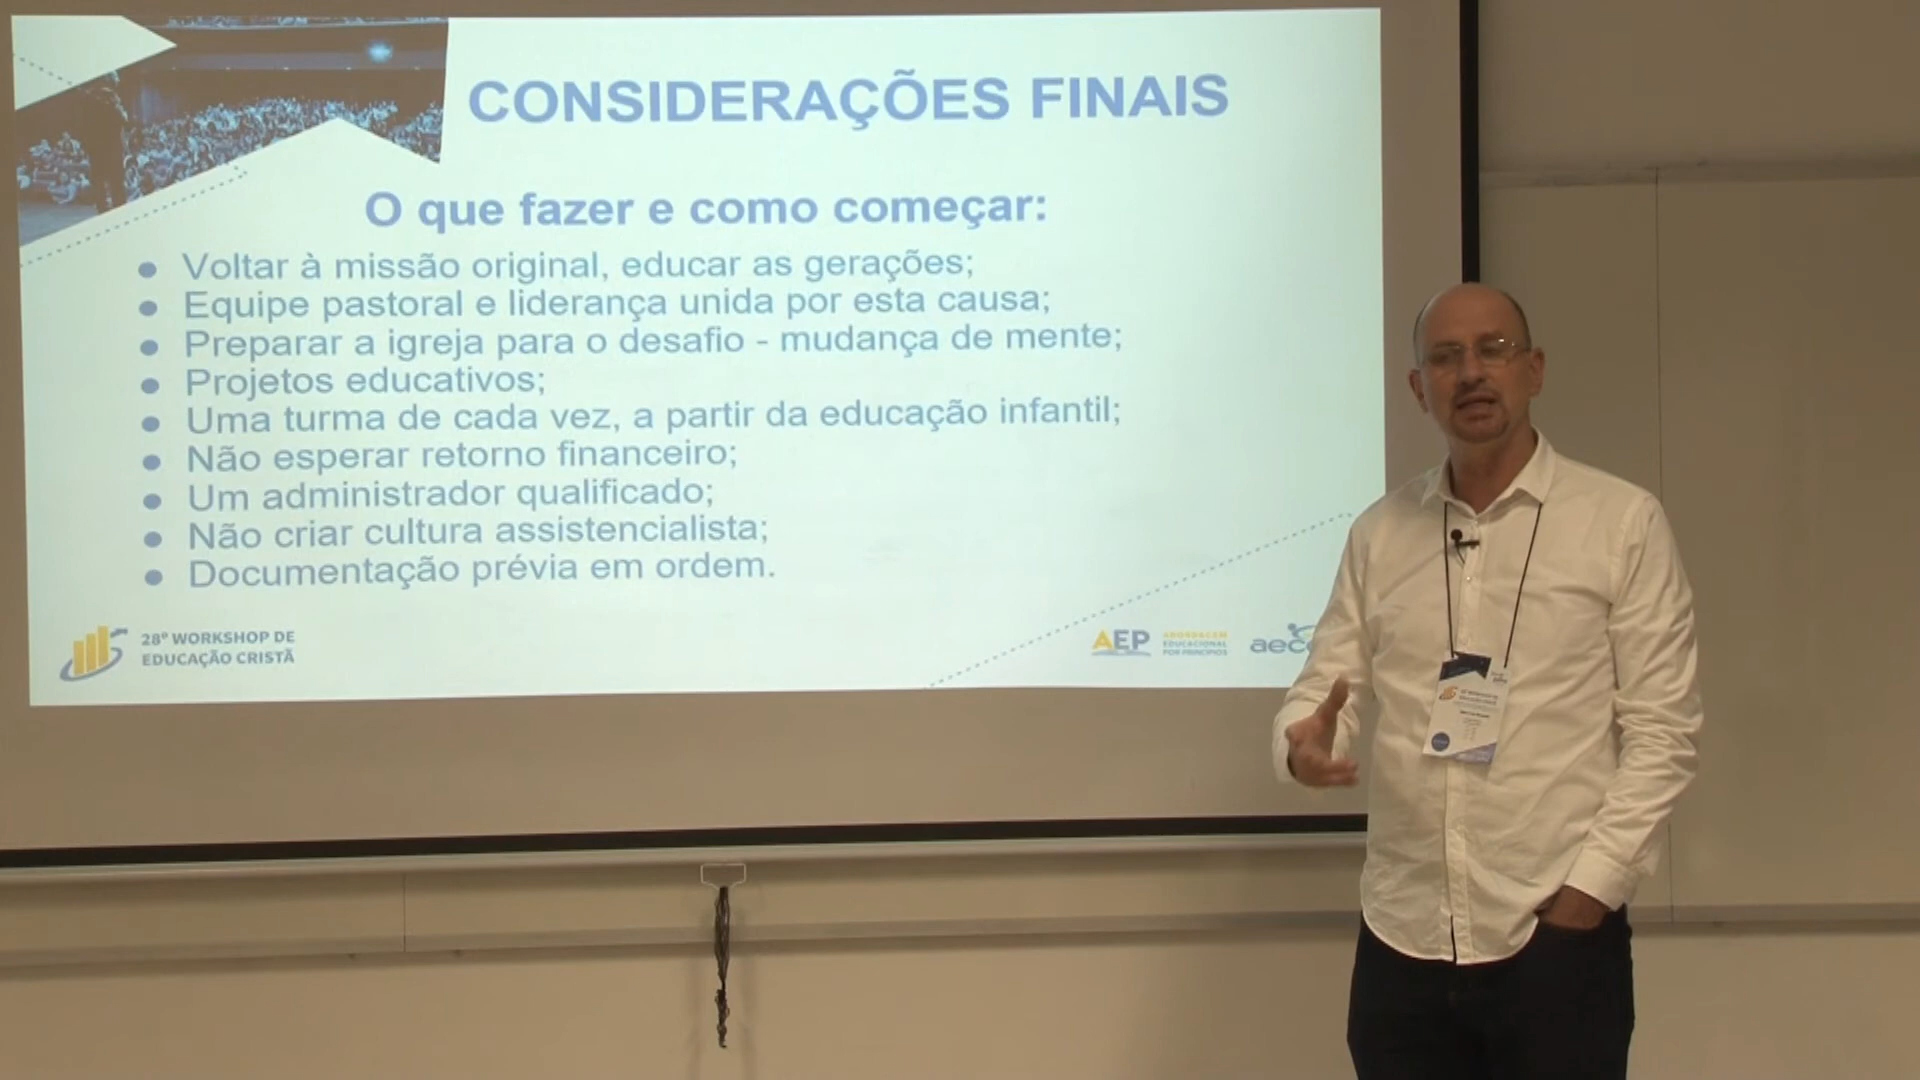 CONSIDERAÇÕES FINAIS
O que fazer e como começar:
Voltar à missão original, educar as gerações;
Equipe pastoral e liderança unida por esta causa;
Preparar a igreja para o desafio - mudança de mente;
Projetos educativos;
Uma turma de cada vez, a partir da educação infantil;
Não esperar retorno financeiro;
Um administrador qualificado;
Não criar cultura assistencialista;
Documentação prévia em ordem.
28º WORKSHOP DE
EDUCAÇÃO CRISTÃ
AEP
ABORDAGEM
EDUCACIONAL
POR PRINCÍPIOS
aec